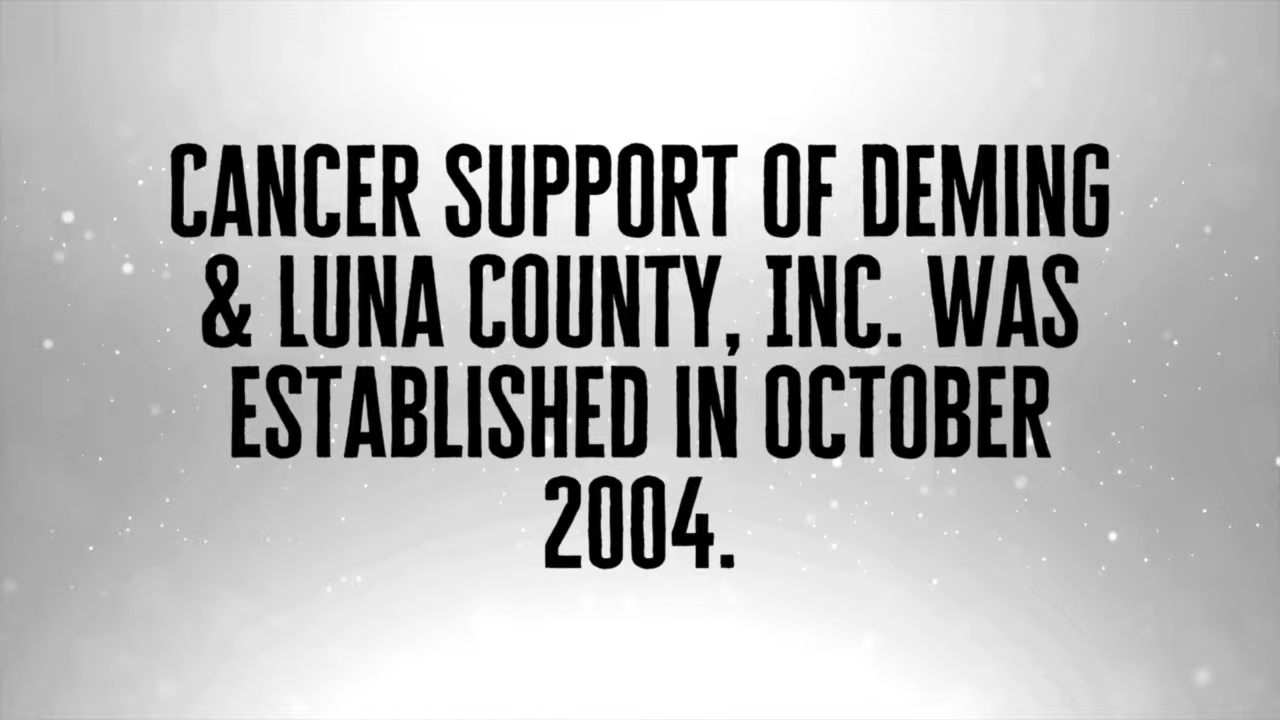 CANCER SUPPORT OF DEMING
& LUNA COUNTY, INC. WAS
ESTABLISHED IN OCTOBER
2004.